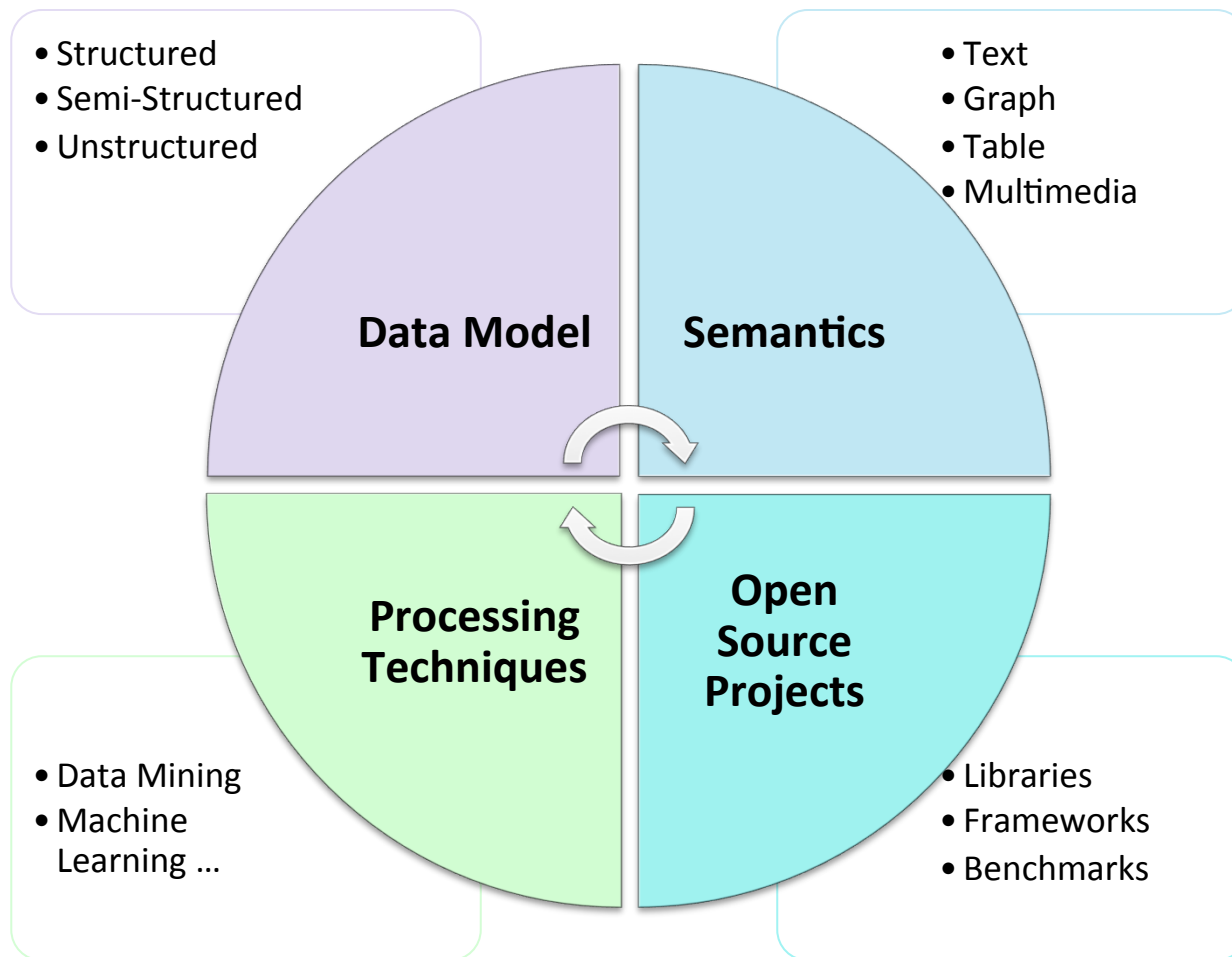 • Structured
• Semi-Structured
• Unstructured
• Text
• Graph
• Table
• Multimedia
Data Model
Semantics
Processing
Techniques
Open
Source
Projects
• Data Mining
• Machine
Learning ...
• Libraries
• Frameworks
• Benchmarks